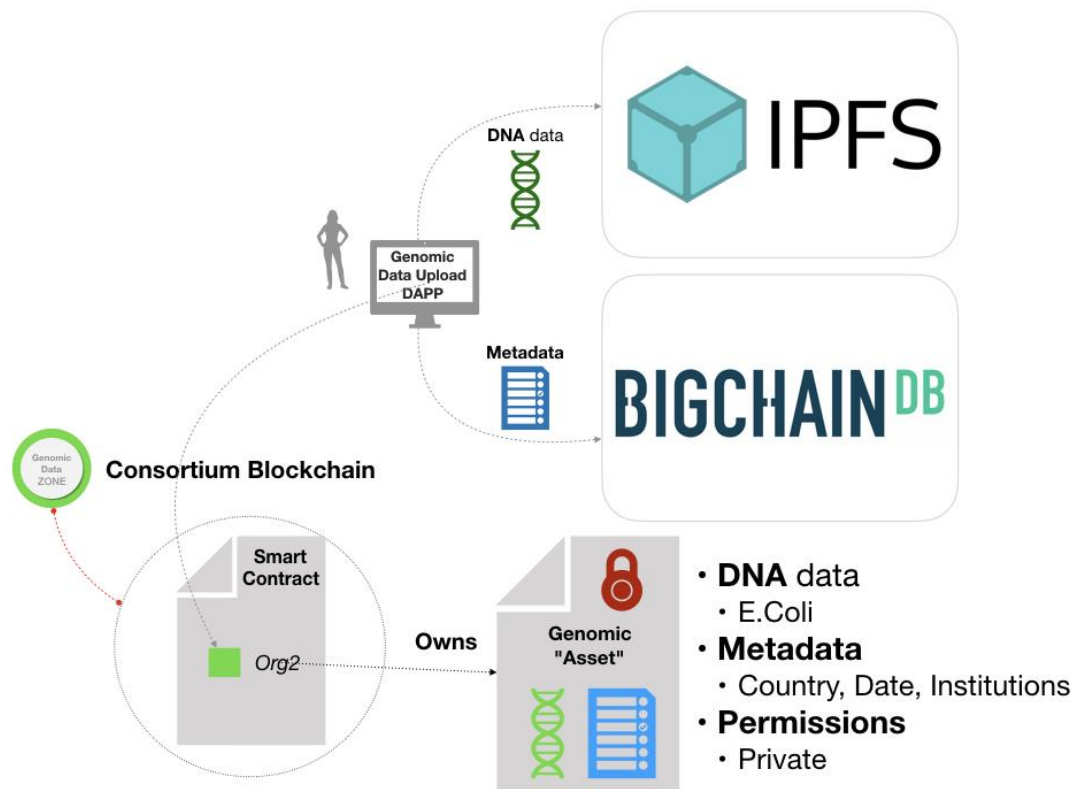 IPFS
DNA data
Genomic
Data Upload
DAPP
Metadata
BIGCHAIN DB
Genomic
Data
ZONE
Consortium Blockchain
Smart
Contract
Org2
Owns
Genomic
"Asset"
• DNA data
• E.Coli
• Metadata
• Country, Date, Institutions
• Permissions
• Private